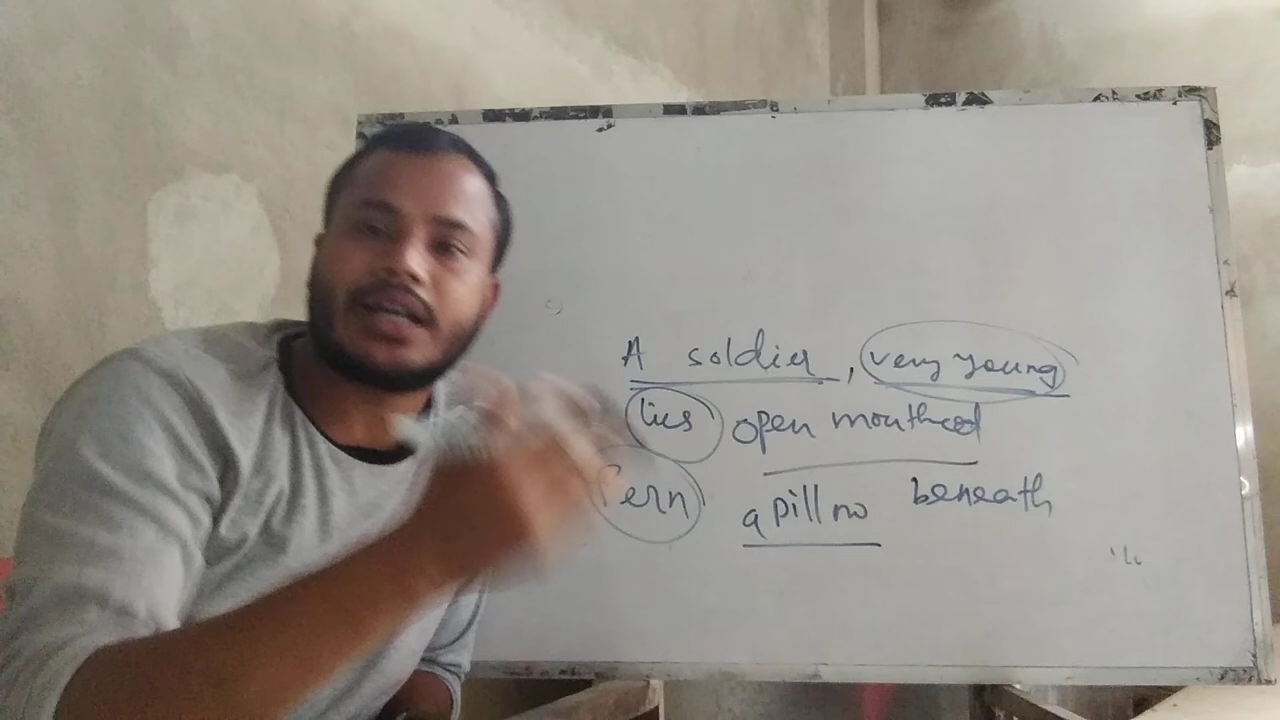 A soldier, very young
lies open mouthed
Fern a pillow beneath